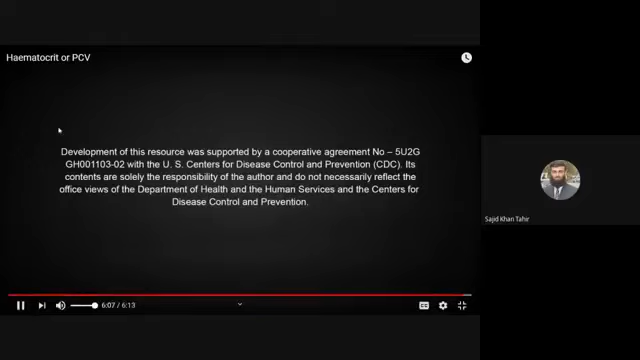 Haematocrit or PCV
Development of this resource was supported by a cooperative agreement No – 5U2G
GH001103-02 with the U. S. Centers for Disease Control and Prevention (CDC). Its
contents are solely the responsibility of the author and do not necessarily reflect the
office views of the Department of Health and the Human Services and the Centers for
Disease Control and Prevention.
Sajid Khan Tahir
6:07 / 6:13